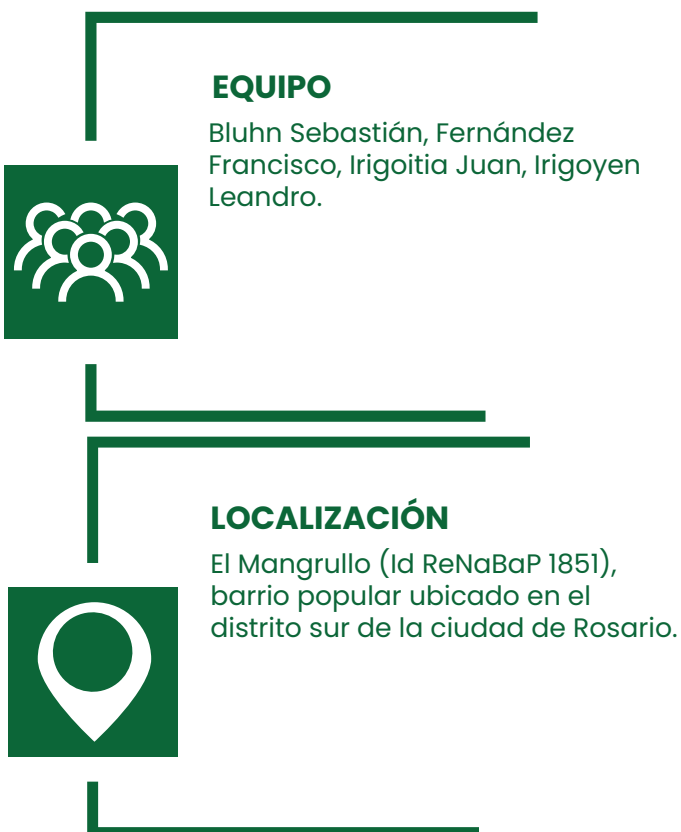 EQUIPO
Bluhn Sebastián, Fernández
Francisco, Irigoitia Juan, Irigoyen
Leandro.
LOCALIZACIÓN
El Mangrullo (Id ReNaBaP 1851),
barrio popular ubicado en el
distrito sur de la ciudad de Rosario.